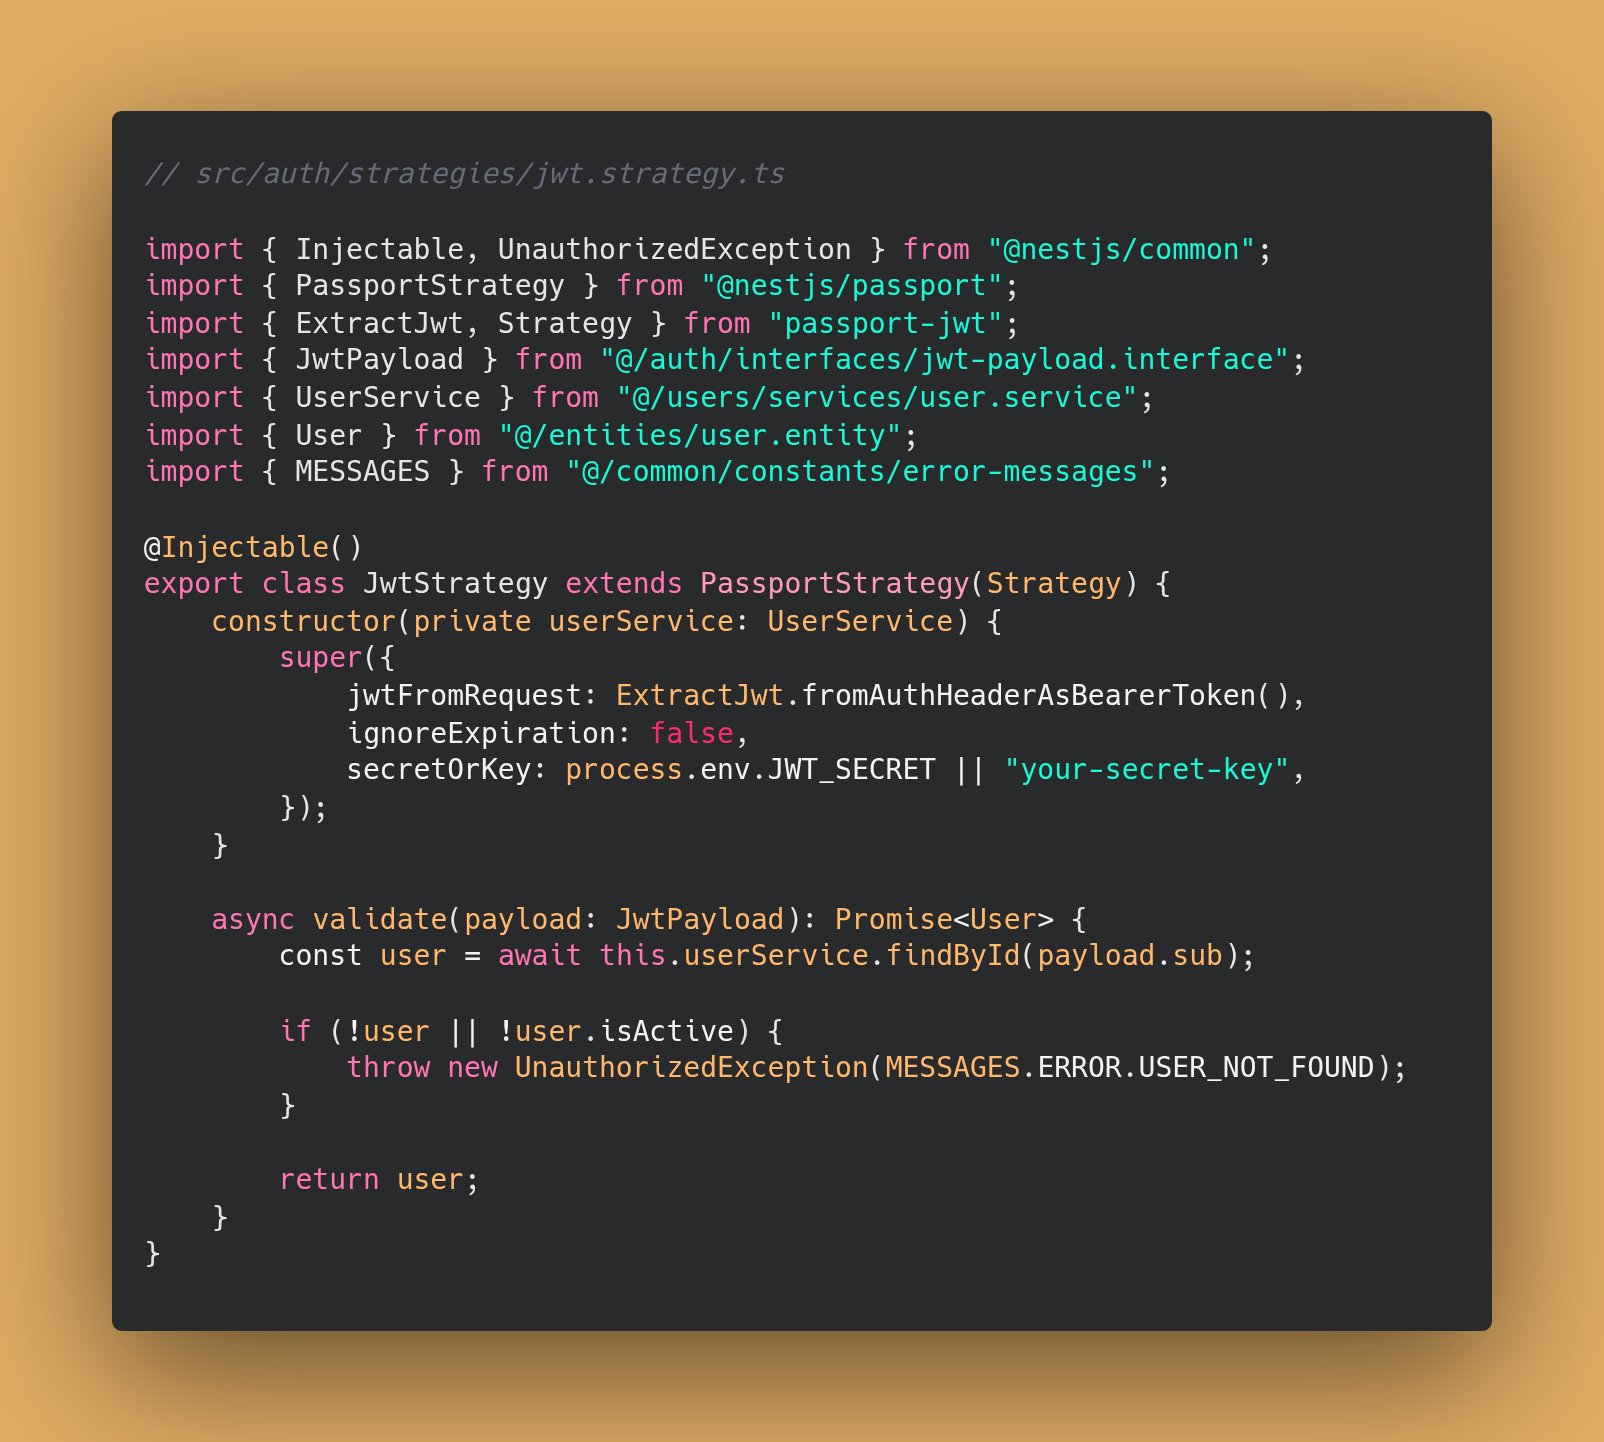 // src/auth/strategies/jwt.strategy.ts

import { Injectable, UnauthorizedException } from "@nestjs/common";
import { PassportStrategy } from "@nestjs/passport";
import { ExtractJwt, Strategy } from "passport-jwt";
import { JwtPayload } from "@/auth/interfaces/jwt-payload.interface";
import { UserService } from "@/users/services/user.service";
import { User } from "@/entities/user.entity";
import { MESSAGES } from "@/common/constants/error-messages";

@Injectable()
export class JwtStrategy extends PassportStrategy(Strategy) {
    constructor(private userService: UserService) {
        super({
            jwtFromRequest: ExtractJwt.fromAuthHeaderAsBearerToken(),
            ignoreExpiration: false,
            secretOrKey: process.env.JWT_SECRET || "your-secret-key",
        });
    }

    async validate(payload: JwtPayload): Promise<User> {
        const user = await this.userService.findById(payload.sub);

        if (!user || !user.isActive) {
            throw new UnauthorizedException(MESSAGES.ERROR.USER_NOT_FOUND);
        }

        return user;
    }
}